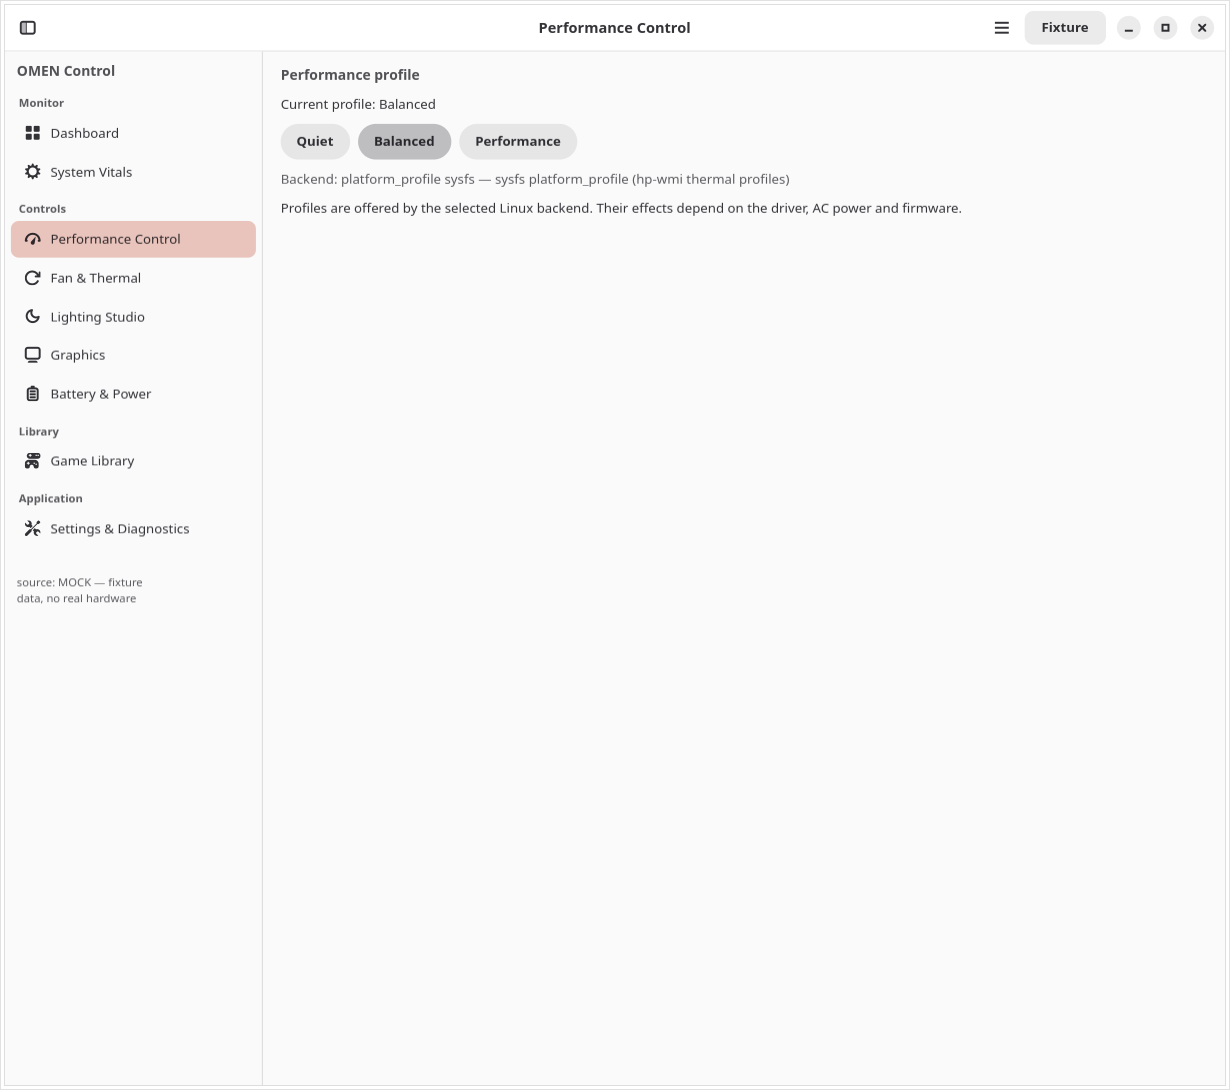 Performance Control
Fixture
OMEN Control
Monitor
Dashboard
System Vitals
Controls
Performance Control
Fan & Thermal
Lighting Studio
Graphics
Battery & Power
Library
Game Library
Application
Settings & Diagnostics
source: MOCK — fixture
data, no real hardware
Performance profile
Current profile: Balanced
Quiet Balanced Performance
Backend: platform_profile sysfs — sysfs platform_profile (hp-wmi thermal profiles)
Profiles are offered by the selected Linux backend. Their effects depend on the driver, AC power and firmware.